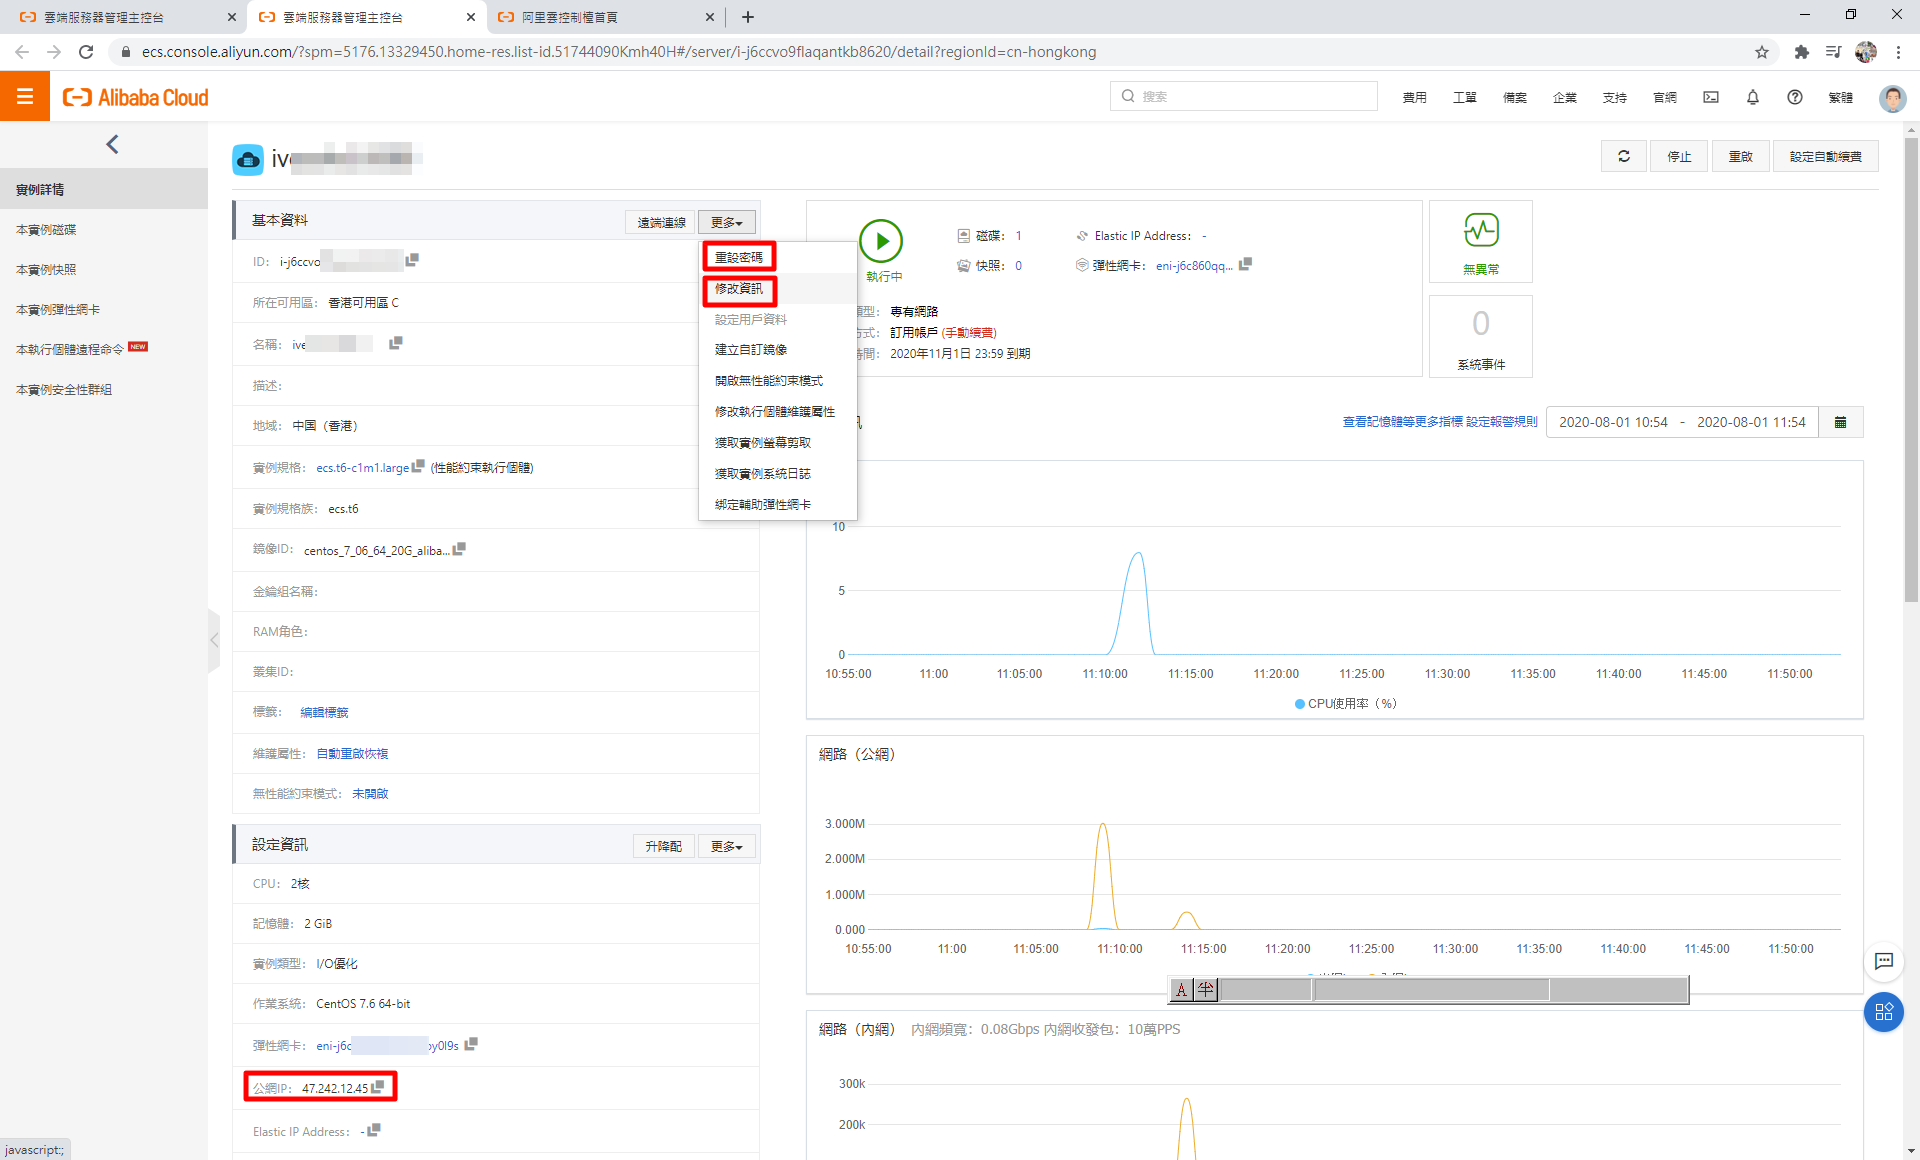 雲端服務器管理主控台
雲端服務器管理主控台
阿里雲控制檯首頁
ecs.console.aliyun.com/?spm=5176.13329450.home-res.list-id.51744090Kmh40H#/server/i-j6ccvo9flaqantkb8620/detail?regionId=cn-hongkong
Alibaba Cloud
搜索
費用
工單
備案
企業
支持
官網
繁體
實例詳情
本實例磁碟
本實例快照
本實例彈性網卡
本執行個體遠程命令 NEW
本實例安全性群組
停止
重啟
設定自動續費
基本資料
遠端連線
更多
ID: i-j6ccvo
所在可用區: 香港可用區 C
名稱: ive
描述:
地域: 中国（香港）
實例規格: ecs.t6-c1m1.large (性能約束執行個體)
實例規格族: ecs.t6
鏡像ID: centos_7_06_64_20G_aliba...
金鑰組名稱:
RAM角色:
叢集ID:
標籤: 編輯標籤
維護屬性: 自動重啟恢複
無性能約束模式: 未開啟
重設密碼
修改資訊
設定用戶資料
建立自訂鏡像
開啟無性能約束模式
修改執行個體維護屬性
獲取實例螢幕剪取
獲取實例系統日誌
綁定輔助彈性網卡
設定資訊
升降配
更多
CPU: 2核
記憶體: 2 GiB
實例類型: I/O優化
作業系統: CentOS 7.6 64-bit
彈性網卡: eni-j6c
y0l9s
公網IP: 47.242.12.45
Elastic IP Address: -
執行中
磁碟: 1
Elastic IP Address: -
快照: 0
彈性網卡: eni-j6c860qq...
型: 專有網路
方式: 訂用帳戶 (手動續費)
時間: 2020年11月1日 23:59 到期
無異常
0
系統事件
查看記憶體等更多指標 設定報警規則
2020-08-01 10:54 - 2020-08-01 11:54
10
5
0
10:55:00 11:00 11:05:00 11:10:00 11:15:00 11:20:00 11:25:00 11:30:00 11:35:00 11:40:00 11:45:00 11:50:00
CPU使用率（%）
網路（公網）
3.000M
2.000M
1.000M
0.000
10:55:00 11:00 11:05:00 11:10:00 11:15:00 11:20:00 11:25:00 11:30:00 11:35:00 11:40:00 11:45:00 11:50:00
A 半
網路（內網） 內網頻寬：0.08Gbps 內網收發包：10萬PPS
300k
200k
javascript:;